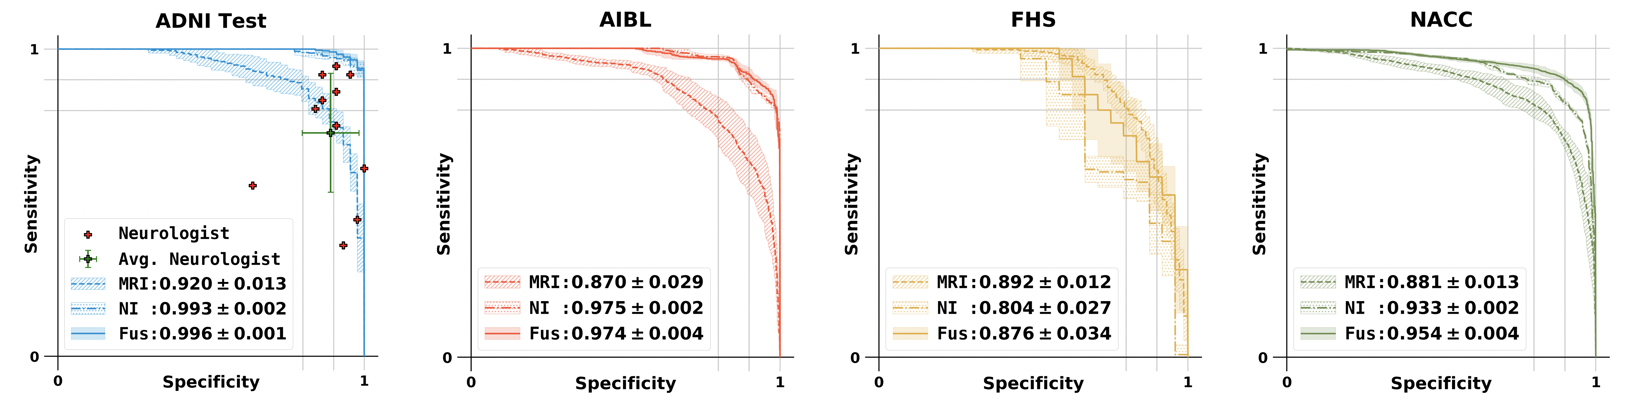 ADNI Test
1
Sensitivity
Neurologist
Avg. Neurologist
MRI:0.920 ± 0.013
NI :0.993 ± 0.002
Fus:0.996 ± 0.001
0
0
1
Specificity
AIBL
1
Sensitivity
MRI:0.870 ± 0.029
NI :0.975 ± 0.002
Fus:0.974 ± 0.004
0
0
1
Specificity
FHS
1
Sensitivity
MRI:0.892 ± 0.012
NI :0.804 ± 0.027
Fus:0.876 ± 0.034
0
0
1
Specificity
NACC
1
Sensitivity
MRI:0.881 ± 0.013
NI :0.933 ± 0.002
Fus:0.954 ± 0.004
0
0
1
Specificity